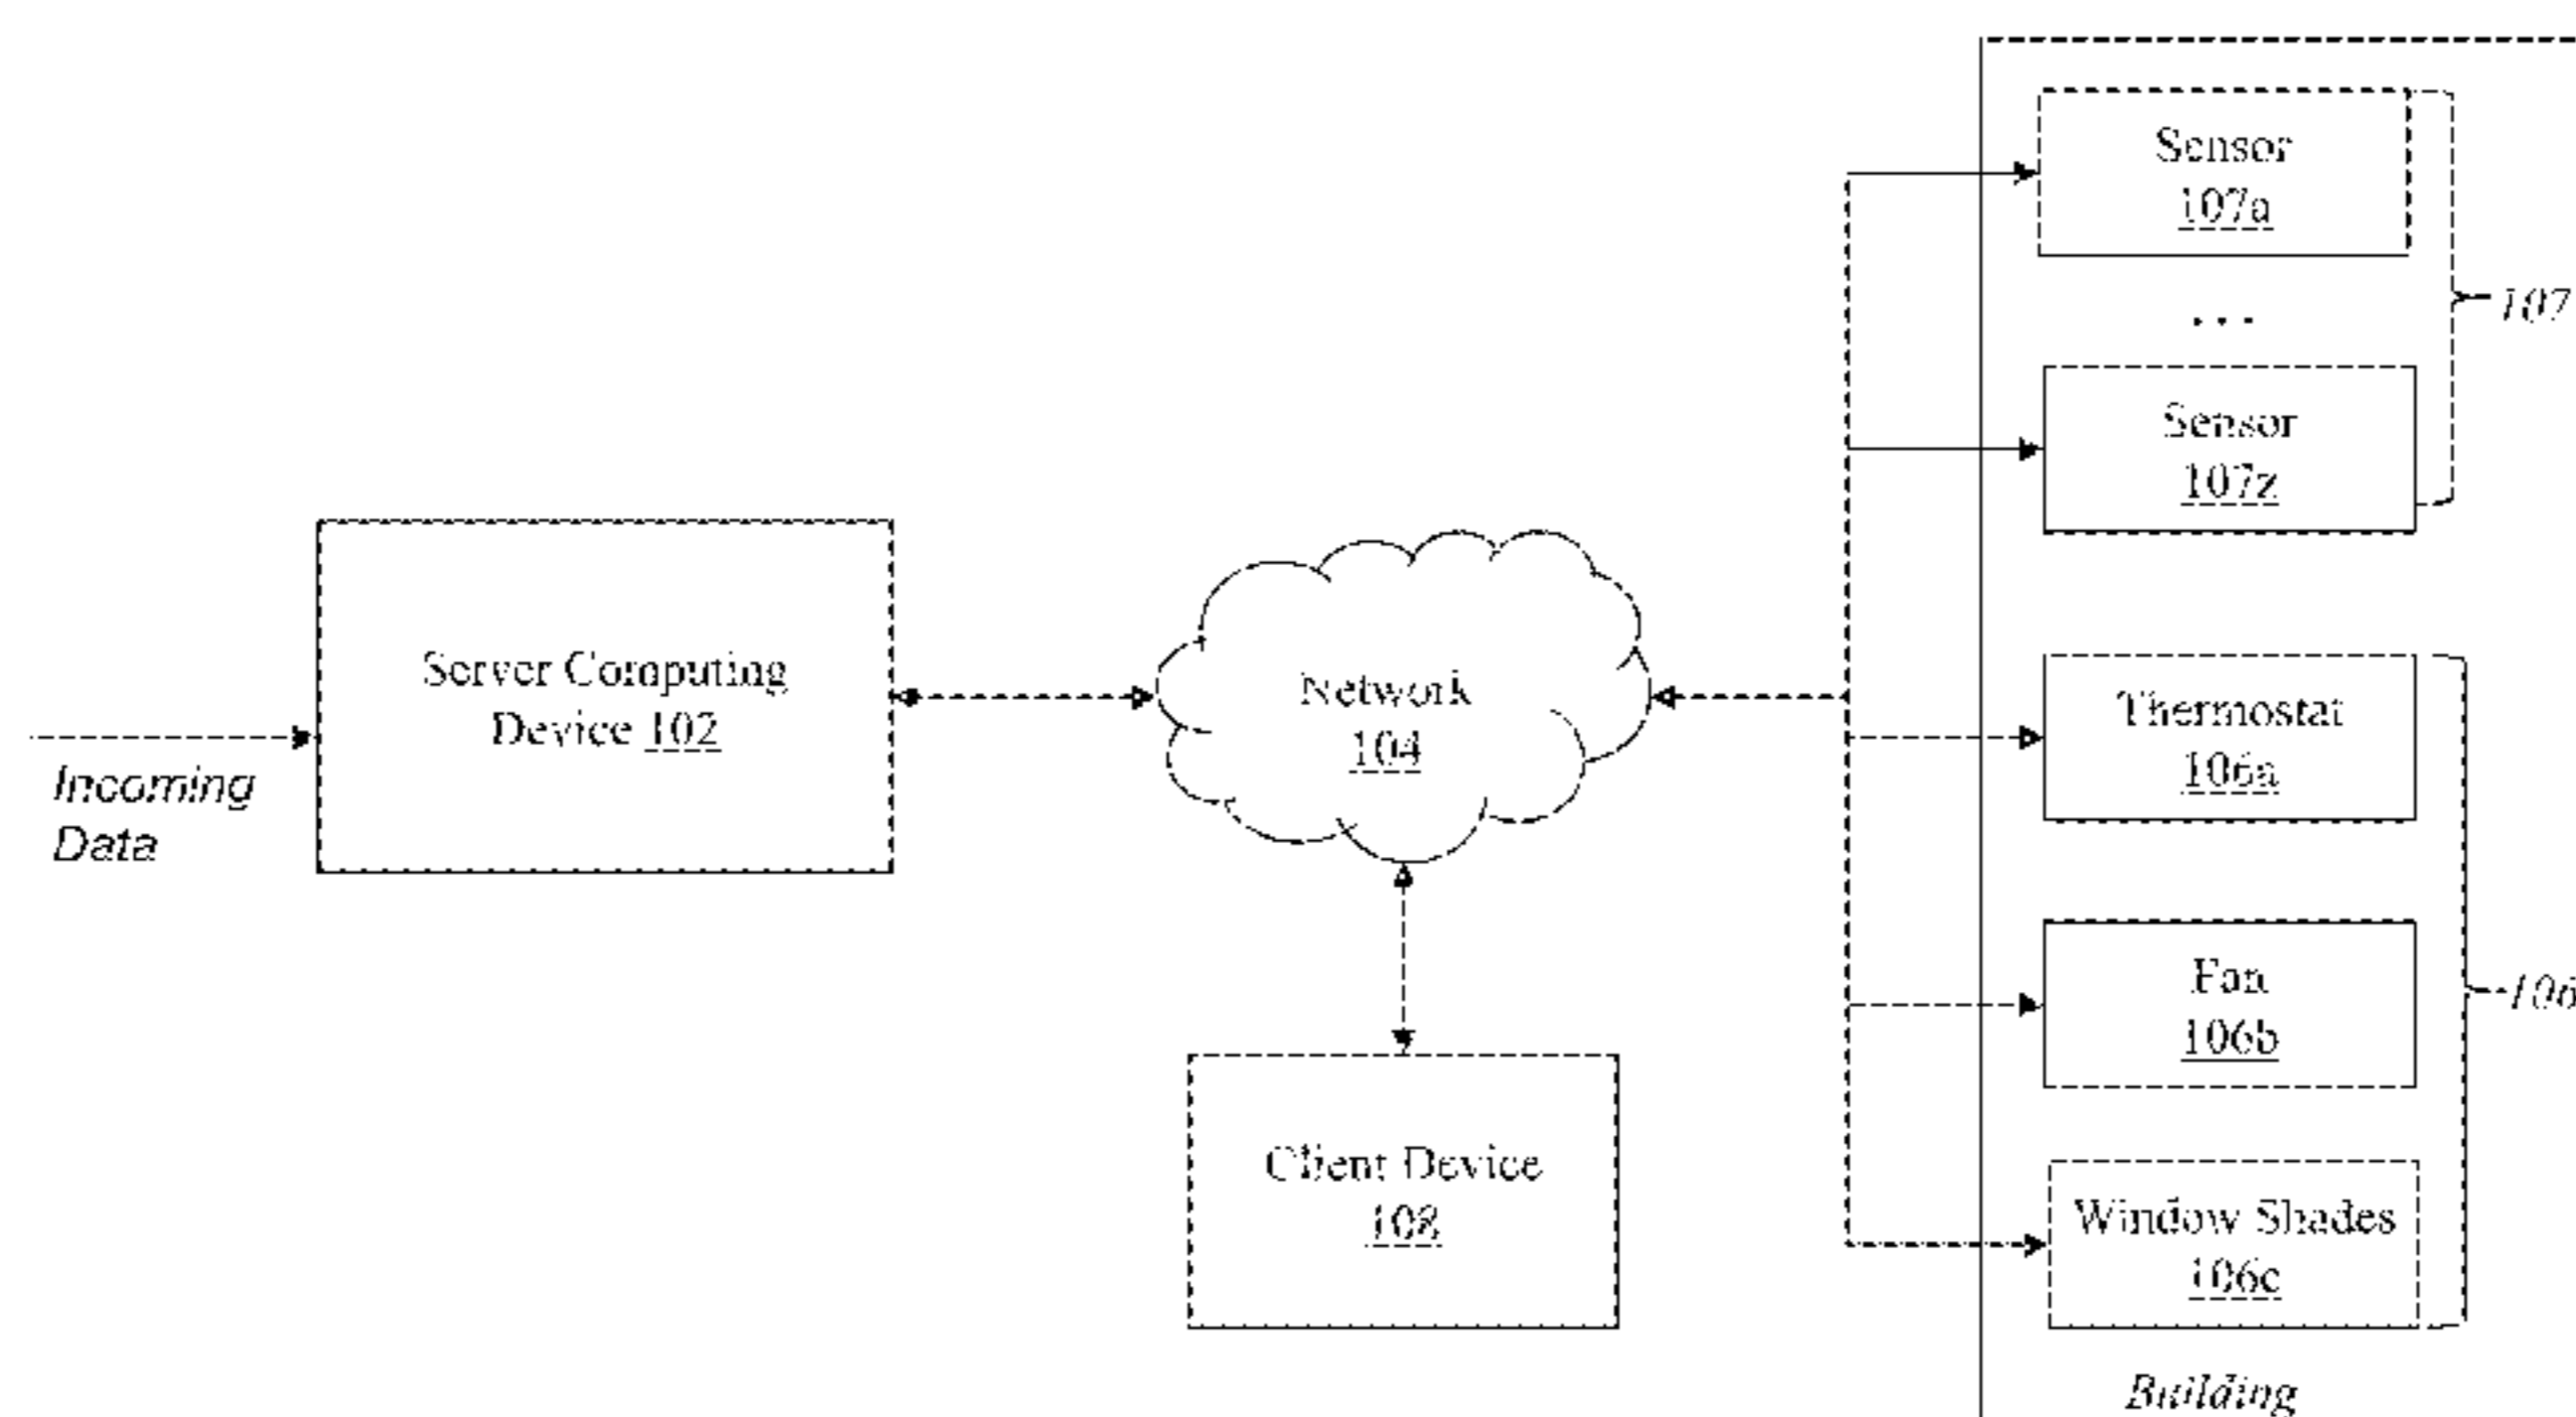 Sensor
107a
. . .
107
Sensor
107z
Server Computing
Device 102
Incoming
Data
Network
104
Thermostat
106a
Fan
106b
106
Client Device
108
Window Shades
106c
Building